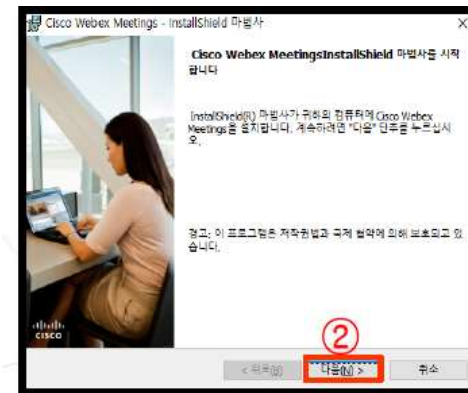 Cisco Webex Meetings - InstallShield 마법사
Cisco Webex MeetingsInstallShield 마법사를 시작
합니다
InstallShield(R) 마법사가 귀하의 컴퓨터에 Cisco Webex
Meetings을 설치합니다. 계속하려면 "다음" 단추를 누르십시
오.
경고: 이 프로그램은 저작권법과 국제 협약에 의해 보호되고 있
습니다.
CISCO
②
< 뒤로(B)
다음(N) >
취소